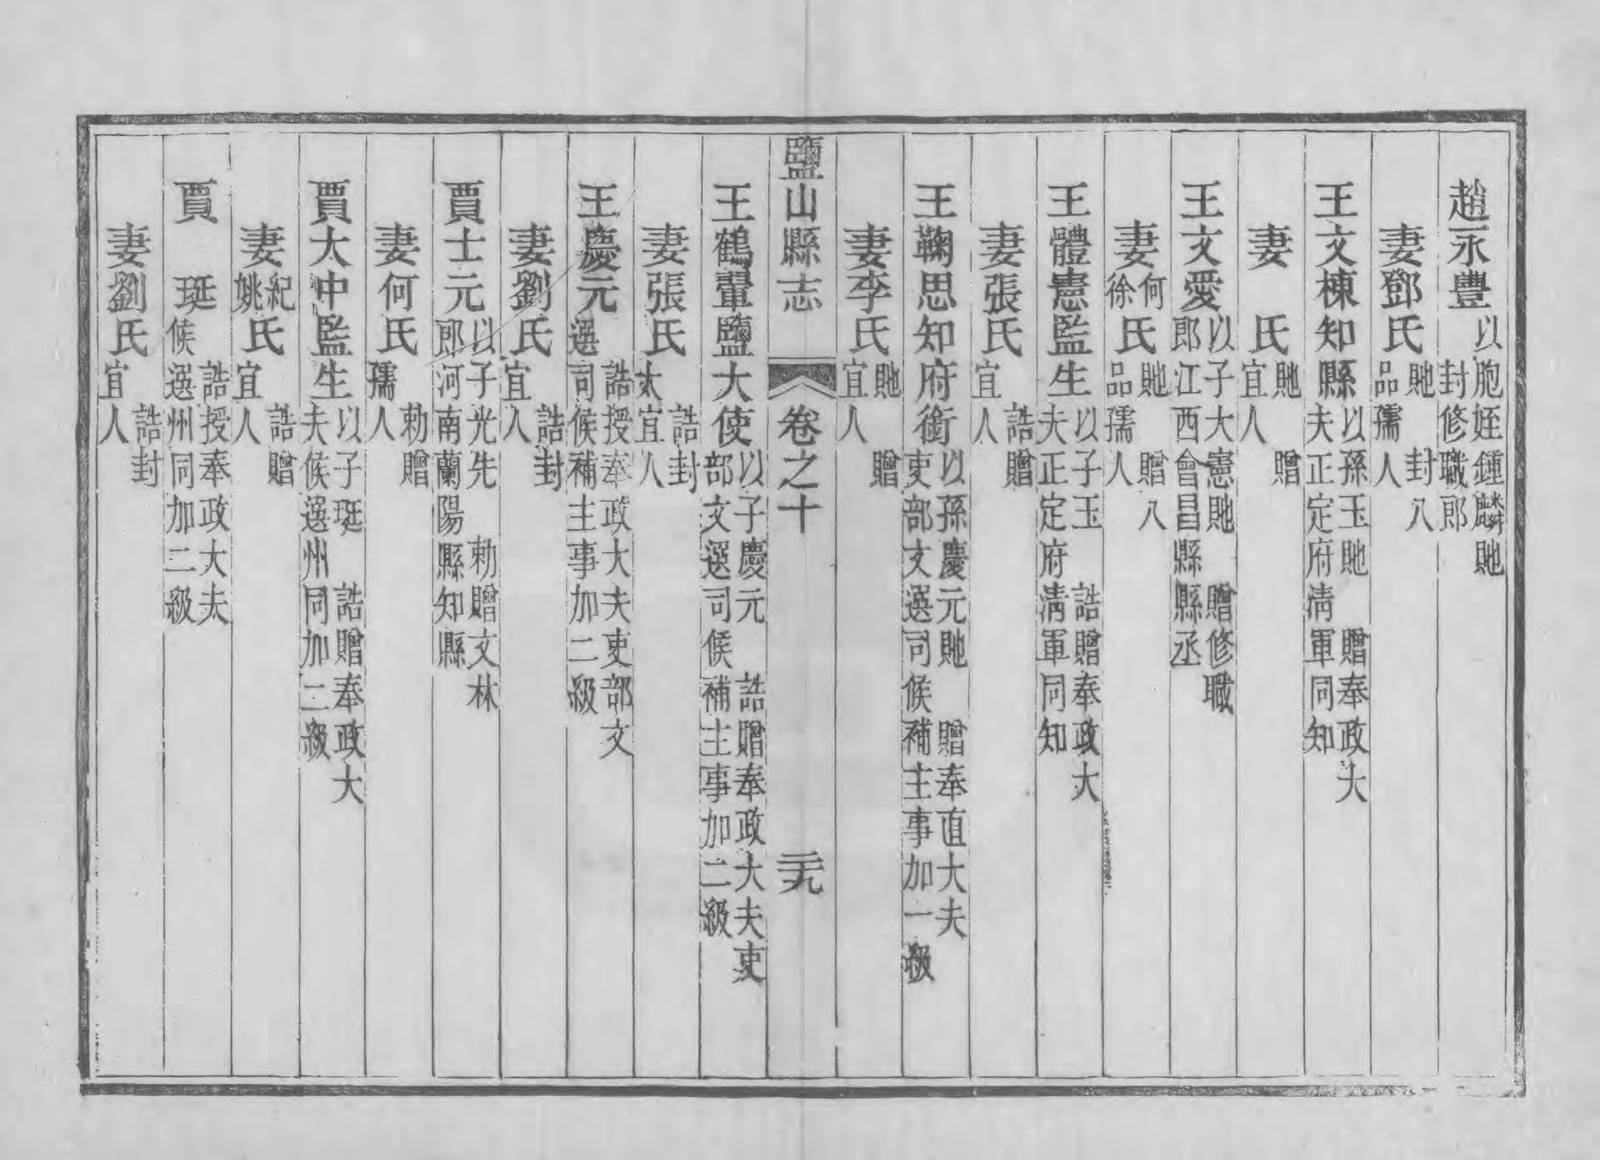 趙永豐以胞姪鍾麟貤封修職郎
妻鄧氏貤封八品孺人
王文棟知縣以孫玉貤贈奉政大夫正定府清軍同知
妻氏貤贈宜人
王文愛以子大憲貤贈修職郎江西會昌縣縣丞
妻何徐氏貤贈八品孺人
王體憲監生以子玉誥贈奉政大夫正定府清軍同知
妻張氏誥贈宜人
王鞠思知府銜以孫慶元貤贈奉直大夫吏部文選司候補主事加一級
妻李氏貤贈宜人
鹽山縣志卷之十 二十九
王鶴翬鹽大使以子慶元誥贈奉政大夫吏部文選司候補主事加二級
妻張氏誥封太宜人
王慶元誥授奉政大夫吏部文選司候補主事加二級
妻劉氏誥封宜人
賈士元以子光先勅贈文林郎河南蘭陽縣知縣
妻何氏勅贈孺人
賈大中監生以子珽誥贈奉政大夫候選州同加二級
妻紀姚氏誥贈宜人
賈珽誥授奉政大夫候選州同加二級
妻劉氏誥封宜人